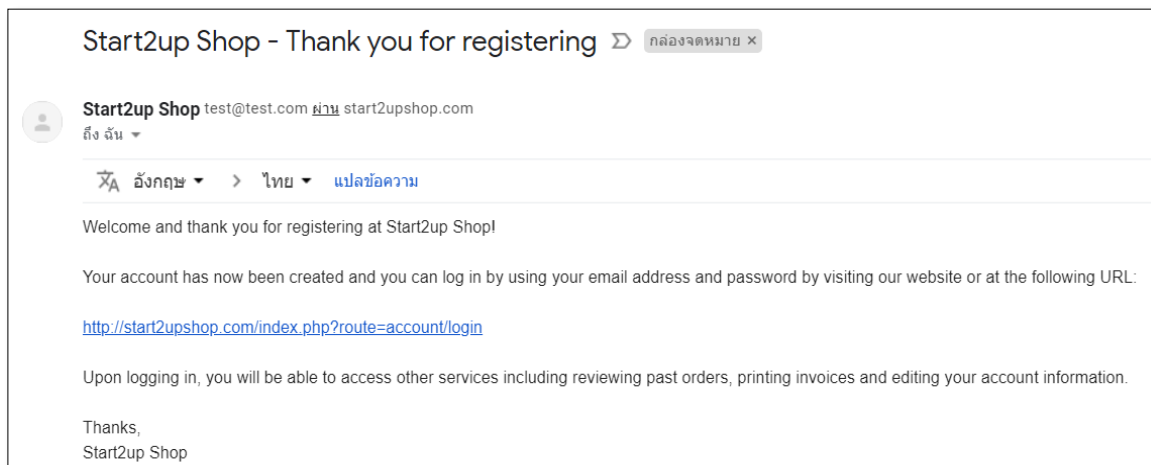 Start2up Shop - Thank you for registering กล่องจดหมาย ×
Start2up Shop test@test.com ผ่าน start2upshop.com
ถึง ฉัน
อังกฤษ > ไทย แปลข้อความ
Welcome and thank you for registering at Start2up Shop!
Your account has now been created and you can log in by using your email address and password by visiting our website or at the following URL:
http://start2upshop.com/index.php?route=account/login
Upon logging in, you will be able to access other services including reviewing past orders, printing invoices and editing your account information.
Thanks,
Start2up Shop